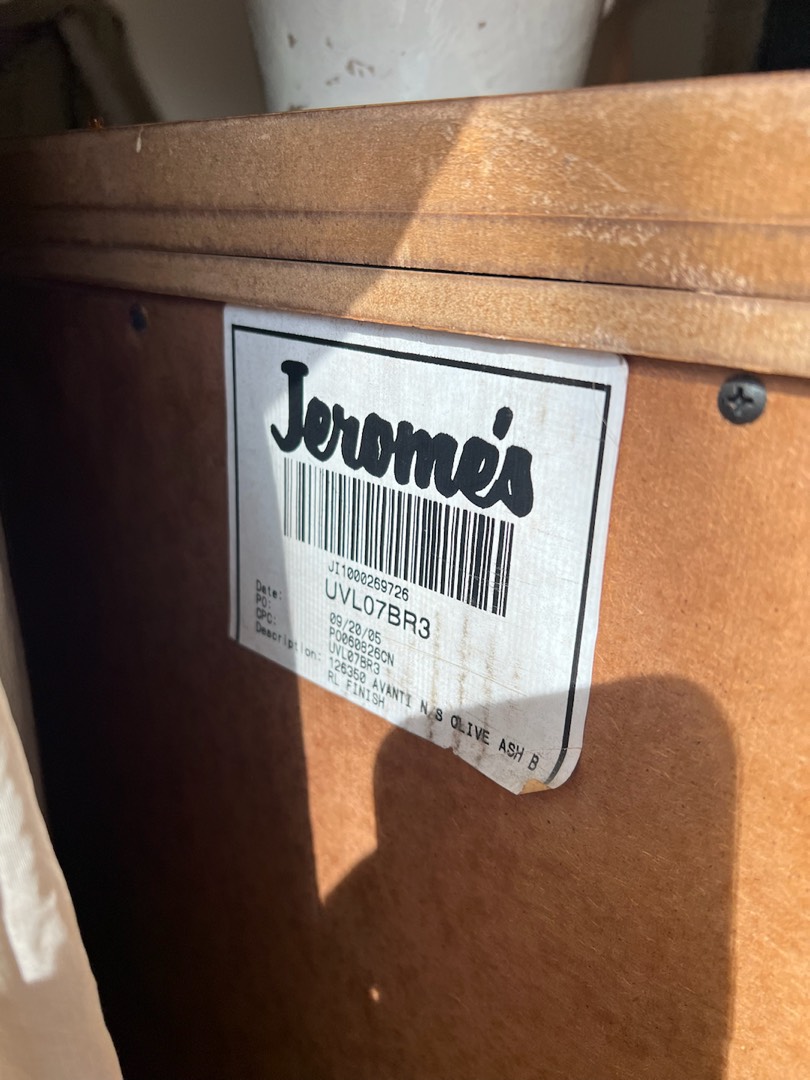 Jerome's
JI1000269726
UVL07BR3
Date: 09/20/05
PO: PO060826CN
CPC: UVL07BR3
Description: 126350 AVANTI N/S OLIVE ASH B
RL FINISH